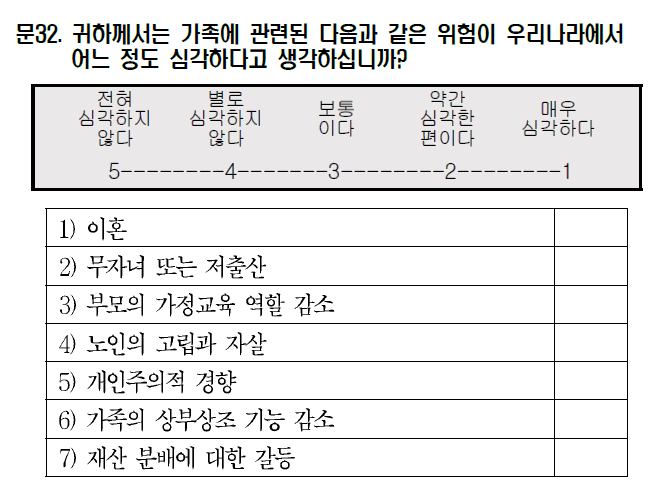 문32. 귀하께서는 가족에 관련된 다음과 같은 위험이 우리나라에서
어느 정도 심각하다고 생각하십니까?
전혀 별로 보통 약간 매우
심각하지 심각하지 이다 심각한 심각하다
않다 않다 편이다
5--------4-------3--------2--------1
1) 이혼
2) 무자녀 또는 저출산
3) 부모의 가정교육 역할 감소
4) 노인의 고립과 자살
5) 개인주의적 경향
6) 가족의 상부상조 기능 감소
7) 재산 분배에 대한 갈등